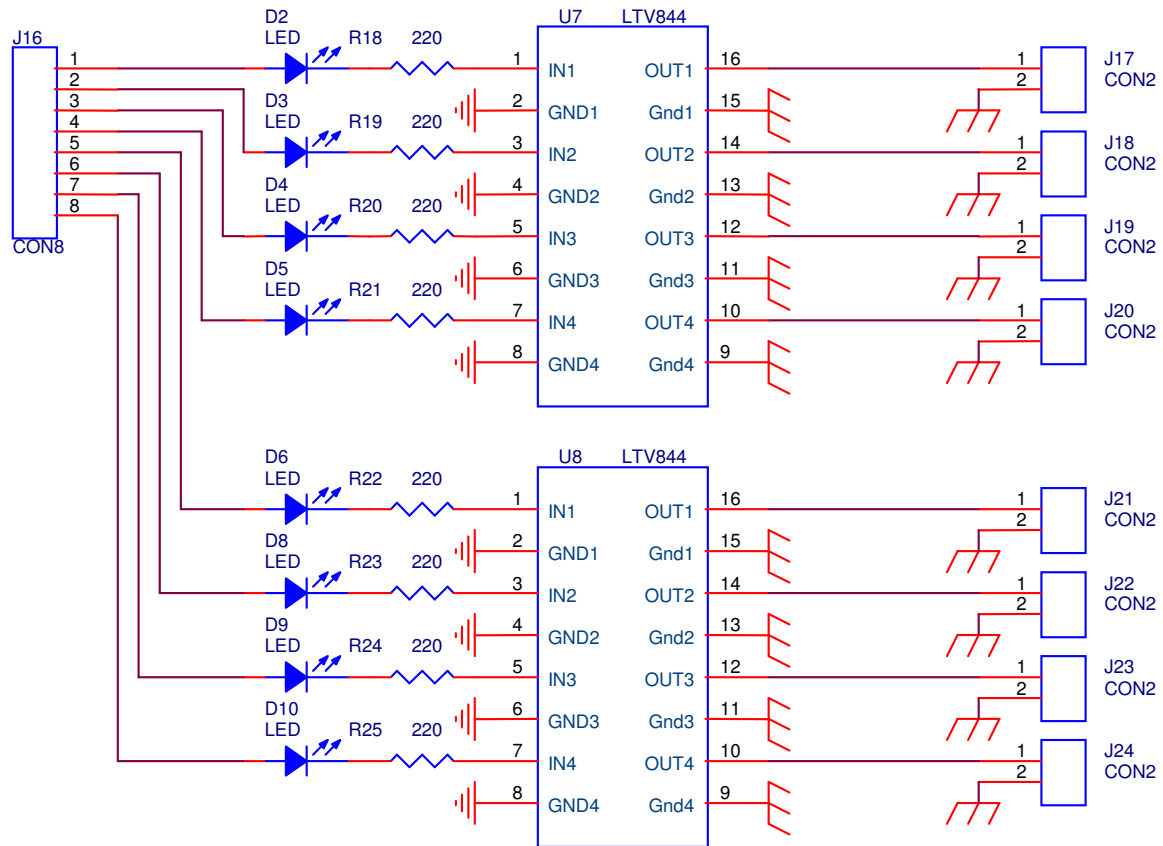 J16
CON8
1
2
3
4
5
6
7
8
D2
LED
R18
220
D3
LED
R19
220
D4
LED
R20
220
D5
LED
R21
220
U7
LTV844
1
IN1
OUT1
16
2
GND1
Gnd1
15
3
IN2
OUT2
14
4
GND2
Gnd2
13
5
IN3
OUT3
12
6
GND3
Gnd3
11
7
IN4
OUT4
10
8
GND4
Gnd4
9
1
2
J17
CON2
1
2
J18
CON2
1
2
J19
CON2
1
2
J20
CON2
D6
LED
R22
220
D8
LED
R23
220
D9
LED
R24
220
D10
LED
R25
220
U8
LTV844
1
IN1
OUT1
16
2
GND1
Gnd1
15
3
IN2
OUT2
14
4
GND2
Gnd2
13
5
IN3
OUT3
12
6
GND3
Gnd3
11
7
IN4
OUT4
10
8
GND4
Gnd4
9
1
2
J21
CON2
1
2
J22
CON2
1
2
J23
CON2
1
2
J24
CON2